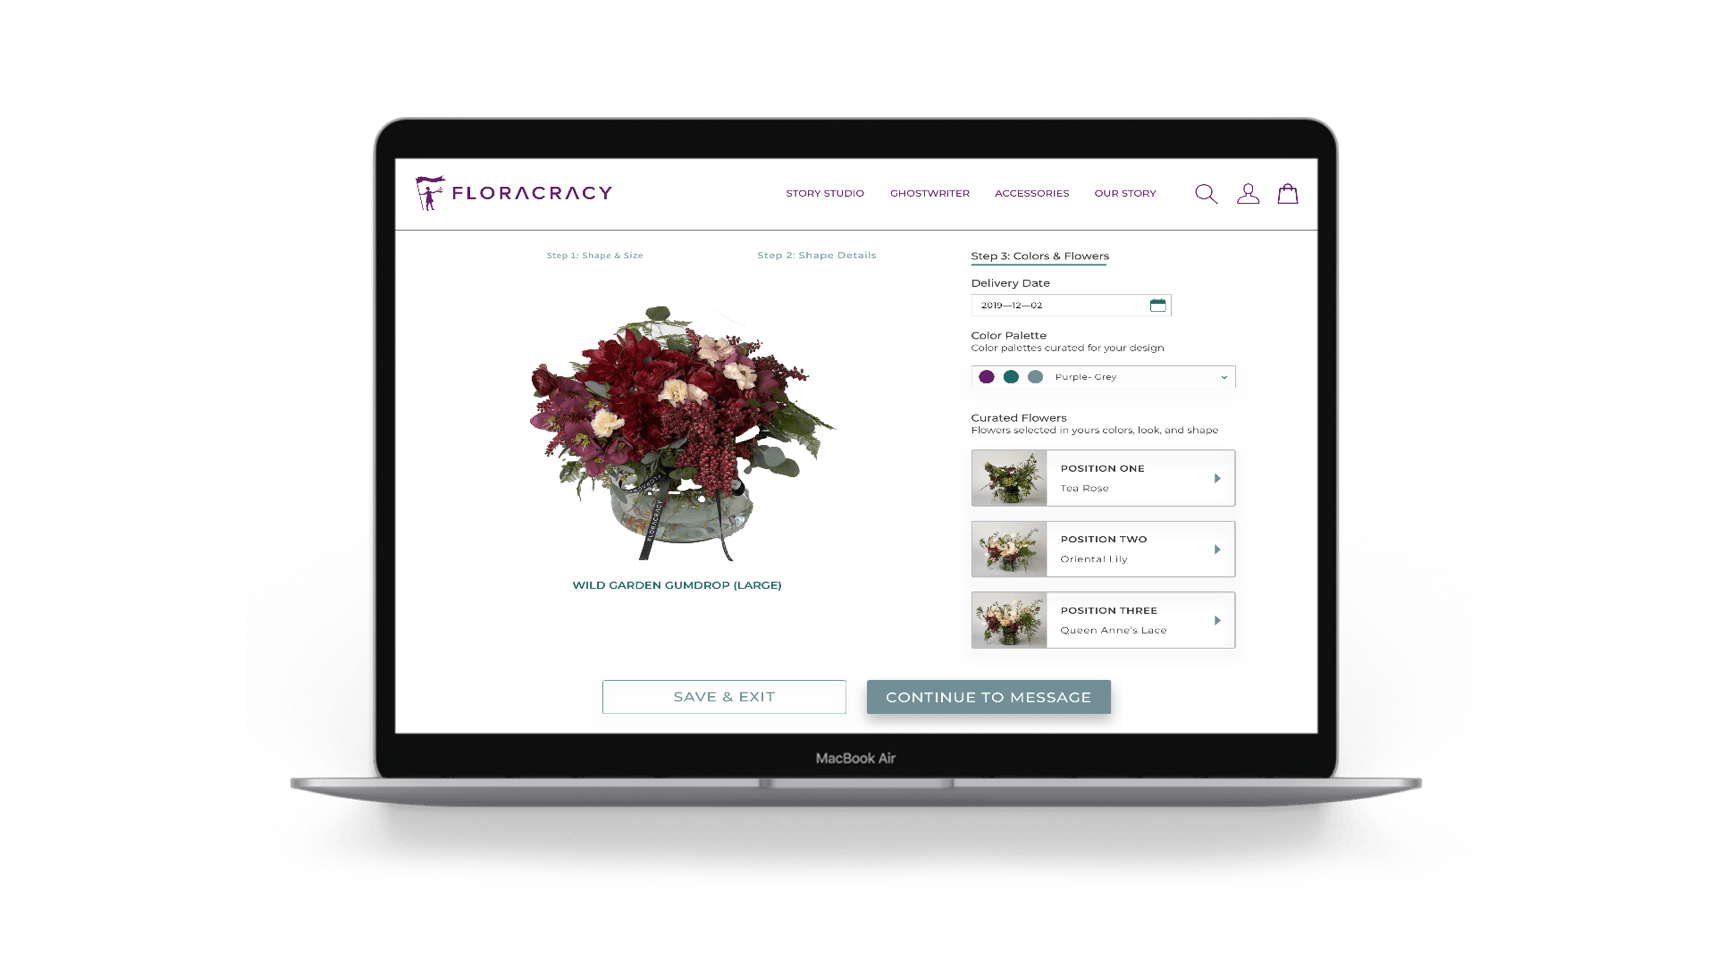 FLORACRACY
STORY STUDIO
GHOSTWRITER
ACCESSORIES
OUR STORY
Step 1: Shape & Size
Step 2: Shape Details
Step 3: Colors & Flowers
Delivery Date
2019—12—02
Color Palette
Color palettes curated for your design
Purple- Grey
Curated Flowers
Flowers selected in yours colors, look, and shape
POSITION ONE
Tea Rose
POSITION TWO
Oriental Lily
POSITION THREE
Queen Anne's Lace
FLORACRACY
FLORACRACY
WILD GARDEN GUMDROP (LARGE)
SAVE & EXIT
CONTINUE TO MESSAGE
MacBook Air